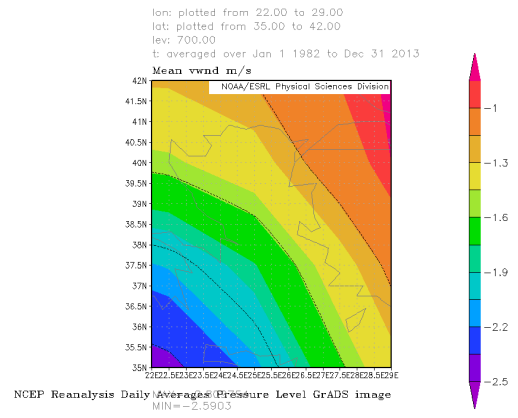 lon: plotted from 22.00 to 29.00
lat: plotted from 35.00 to 42.00
lev: 700.00
t: averaged over Jan 1 1982 to Dec 31 2013
Mean vwnd m/s
NOAA/ESRL Physical Sciences Division
42N
41.5N
41N
40.5N
40N
39.5N
39N
38.5N
38N
37.5N
37N
36.5N
36N
35.5N
35N
22E22.5E23E23.5E24E24.5E25E25.5E26E26.5E27E27.5E28E28.5E29E
-1
-1.3
-1.6
-1.9
-2.2
-2.5
NCEP Reanalysis Daily Averages Pressure Level GrADS image
MIN=-2.5903